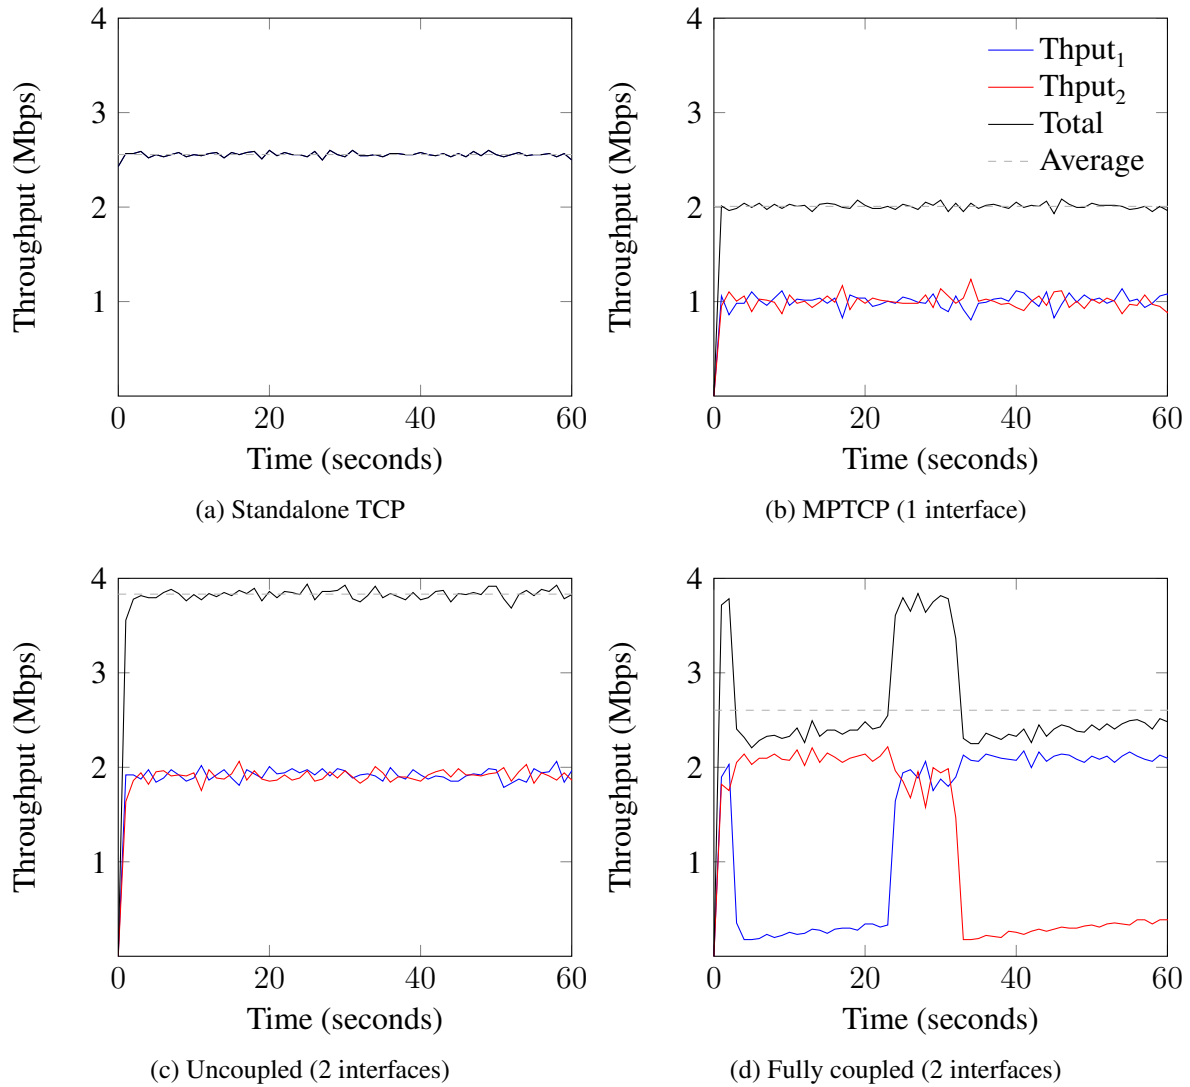 4
3
2
1
0
20
40
60
Throughput (Mbps)
Time (seconds)
(a) Standalone TCP
4
3
2
1
0
20
40
60
Throughput (Mbps)
Time (seconds)
Thput1
Thput2
Total
Average
(b) MPTCP (1 interface)
4
3
2
1
0
20
40
60
Throughput (Mbps)
Time (seconds)
(c) Uncoupled (2 interfaces)
4
3
2
1
0
20
40
60
Throughput (Mbps)
Time (seconds)
(d) Fully coupled (2 interfaces)